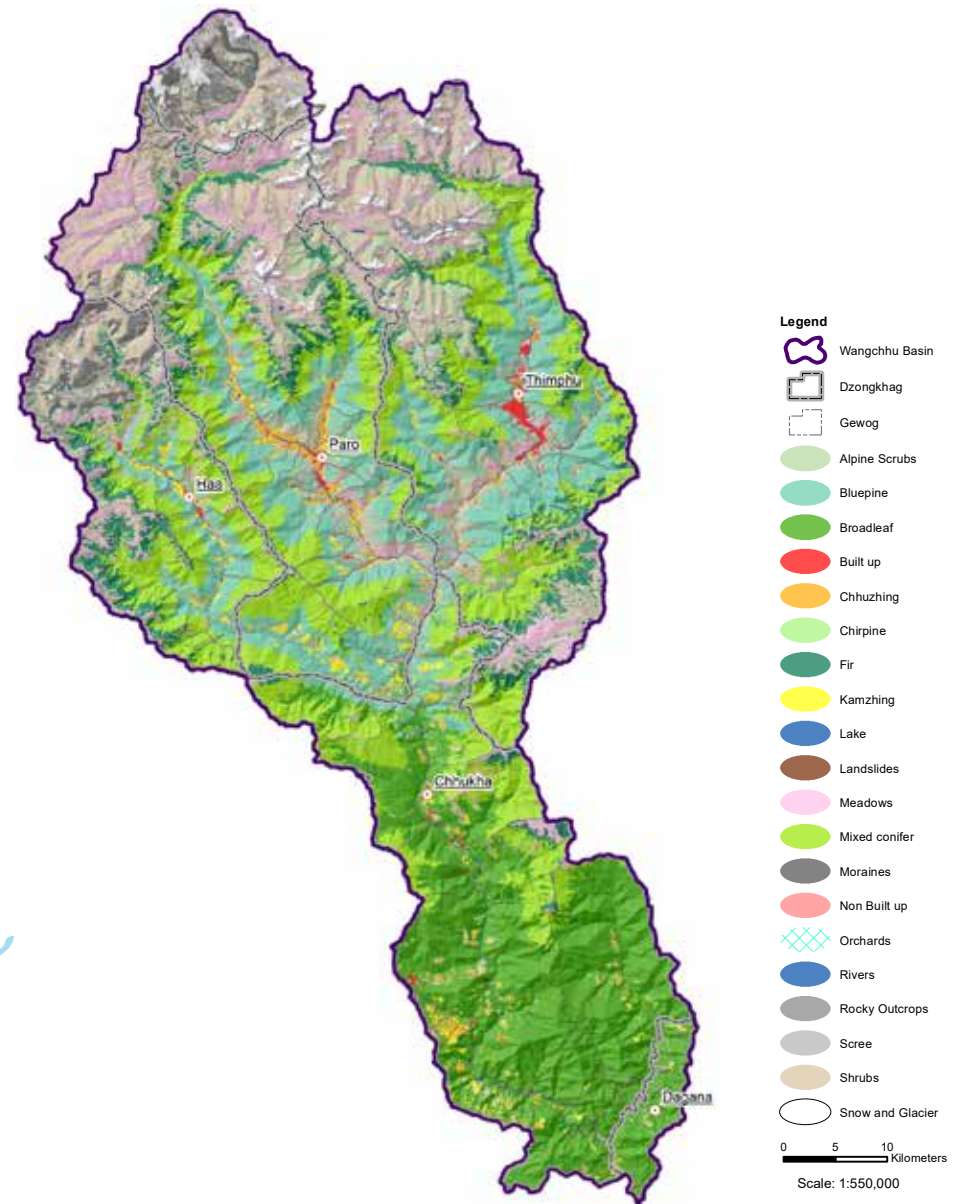 Thimphu
Paro
Haa
Chhukha
Dagana
Legend
Wangchhu Basin
Dzongkhag
Gewog
Alpine Scrubs
Bluepine
Broadleaf
Built up
Chhuzhing
Chirpine
Fir
Kamzhing
Lake
Landslides
Meadows
Mixed conifer
Moraines
Non Built up
Orchards
Rivers
Rocky Outcrops
Scree
Shrubs
Snow and Glacier
0 5 10
Kilometers
Scale: 1:550,000